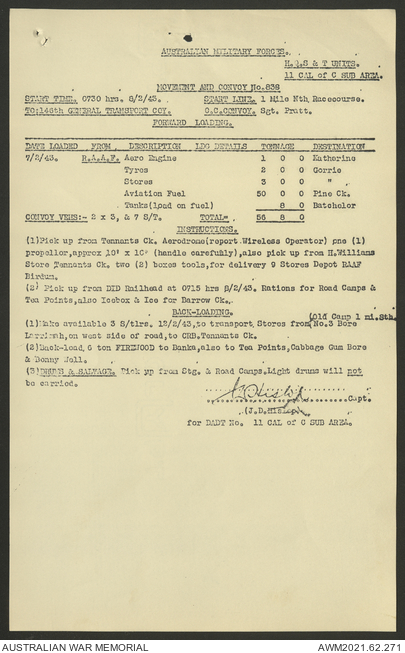 AUSTRALIAN MILITARY FORCES.
H.Q.S & T UNITS.
11 CAL of C SUB AREA.
MOVEMENT AND CONVOY No.838
START TIME. 0730 hrs. 8/2/43. START LINE. 1 Mile Nth Racecourse.
TO:148th GENERAL TRANSPORT COY. O.C.CONVOY. Sgt. Pratt.
FORWARD LOADING.
DATE LOADED FROM DESCRIPTION LDG DETAILS TONNAGE DESTINATION
7/2/43. R.A.A.F. Aero Engine 1 0 0 Katherine
Tyres 2 0 0 Gorrie
Stores 3 0 0 " .
Aviation Fuel 50 0 0 Pine Ck.
Tanks(load on fuel) 8 0 Batchelor
CONVOY VEHS:- 2 x 3, & 7 S/T. TOTAL- 56 8 0
INSTRUCTIONS.
(1)Pick up from Tennants Ck. Aerodrome(report Wireless Operator) one (1)
propellor,approx 10' x 10" (handle carefully),also pick up from H.Williams
Store Tennants Ck. two (2) boxes tools,for delivery 9 Stores Depot RAAF
Birdum.
(2) Pick up from DID Railhead at 0715 hrs 8/2/43. Rations for Road Camps &
Tea Points,also Icebox & Ice for Barrow Ck.
BACK-LOADING.
(Old Camp 1 mi.Sth.
(1)Make available 3 S/tlrs. 12/2/43,to transport Stores from No.3 Bore
Larrimah,on west side of road,to CRB.Tennants Ck.
(2)Back-load, 6 ton FIREWOOD to Banka,also to Tea Points,Cabbage Gum Bore
& Bonny Well.
(3)DRUMS & SALVAGE. Pick up from Stg. & Road Camps.Light drums will not
be carried.
Capt.
(J.D.Hislop)
for DADT No. 11 CAL of C SUB AREA.
AUSTRALIAN WAR MEMORIAL
AWM2021.62.271